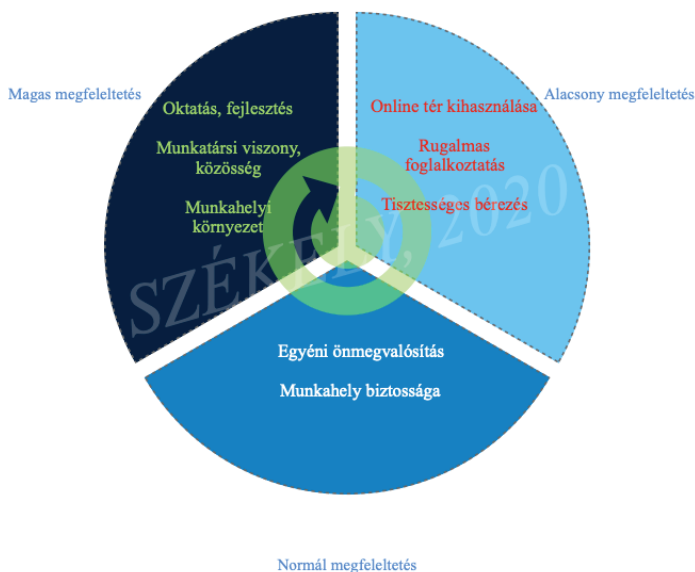 Magas megfeleltetés
Oktatás, fejlesztés
Munkatársi viszony,
közösség
Munkahelyi
környezet
Alacsony megfeleltetés
Online tér kihasználása
Rugalmas
foglalkoztatás
Tisztességes bérezés
SZÉKELY, 2020
Egyéni önmegvalósítás
Munkahely biztossága
Normál megfeleltetés